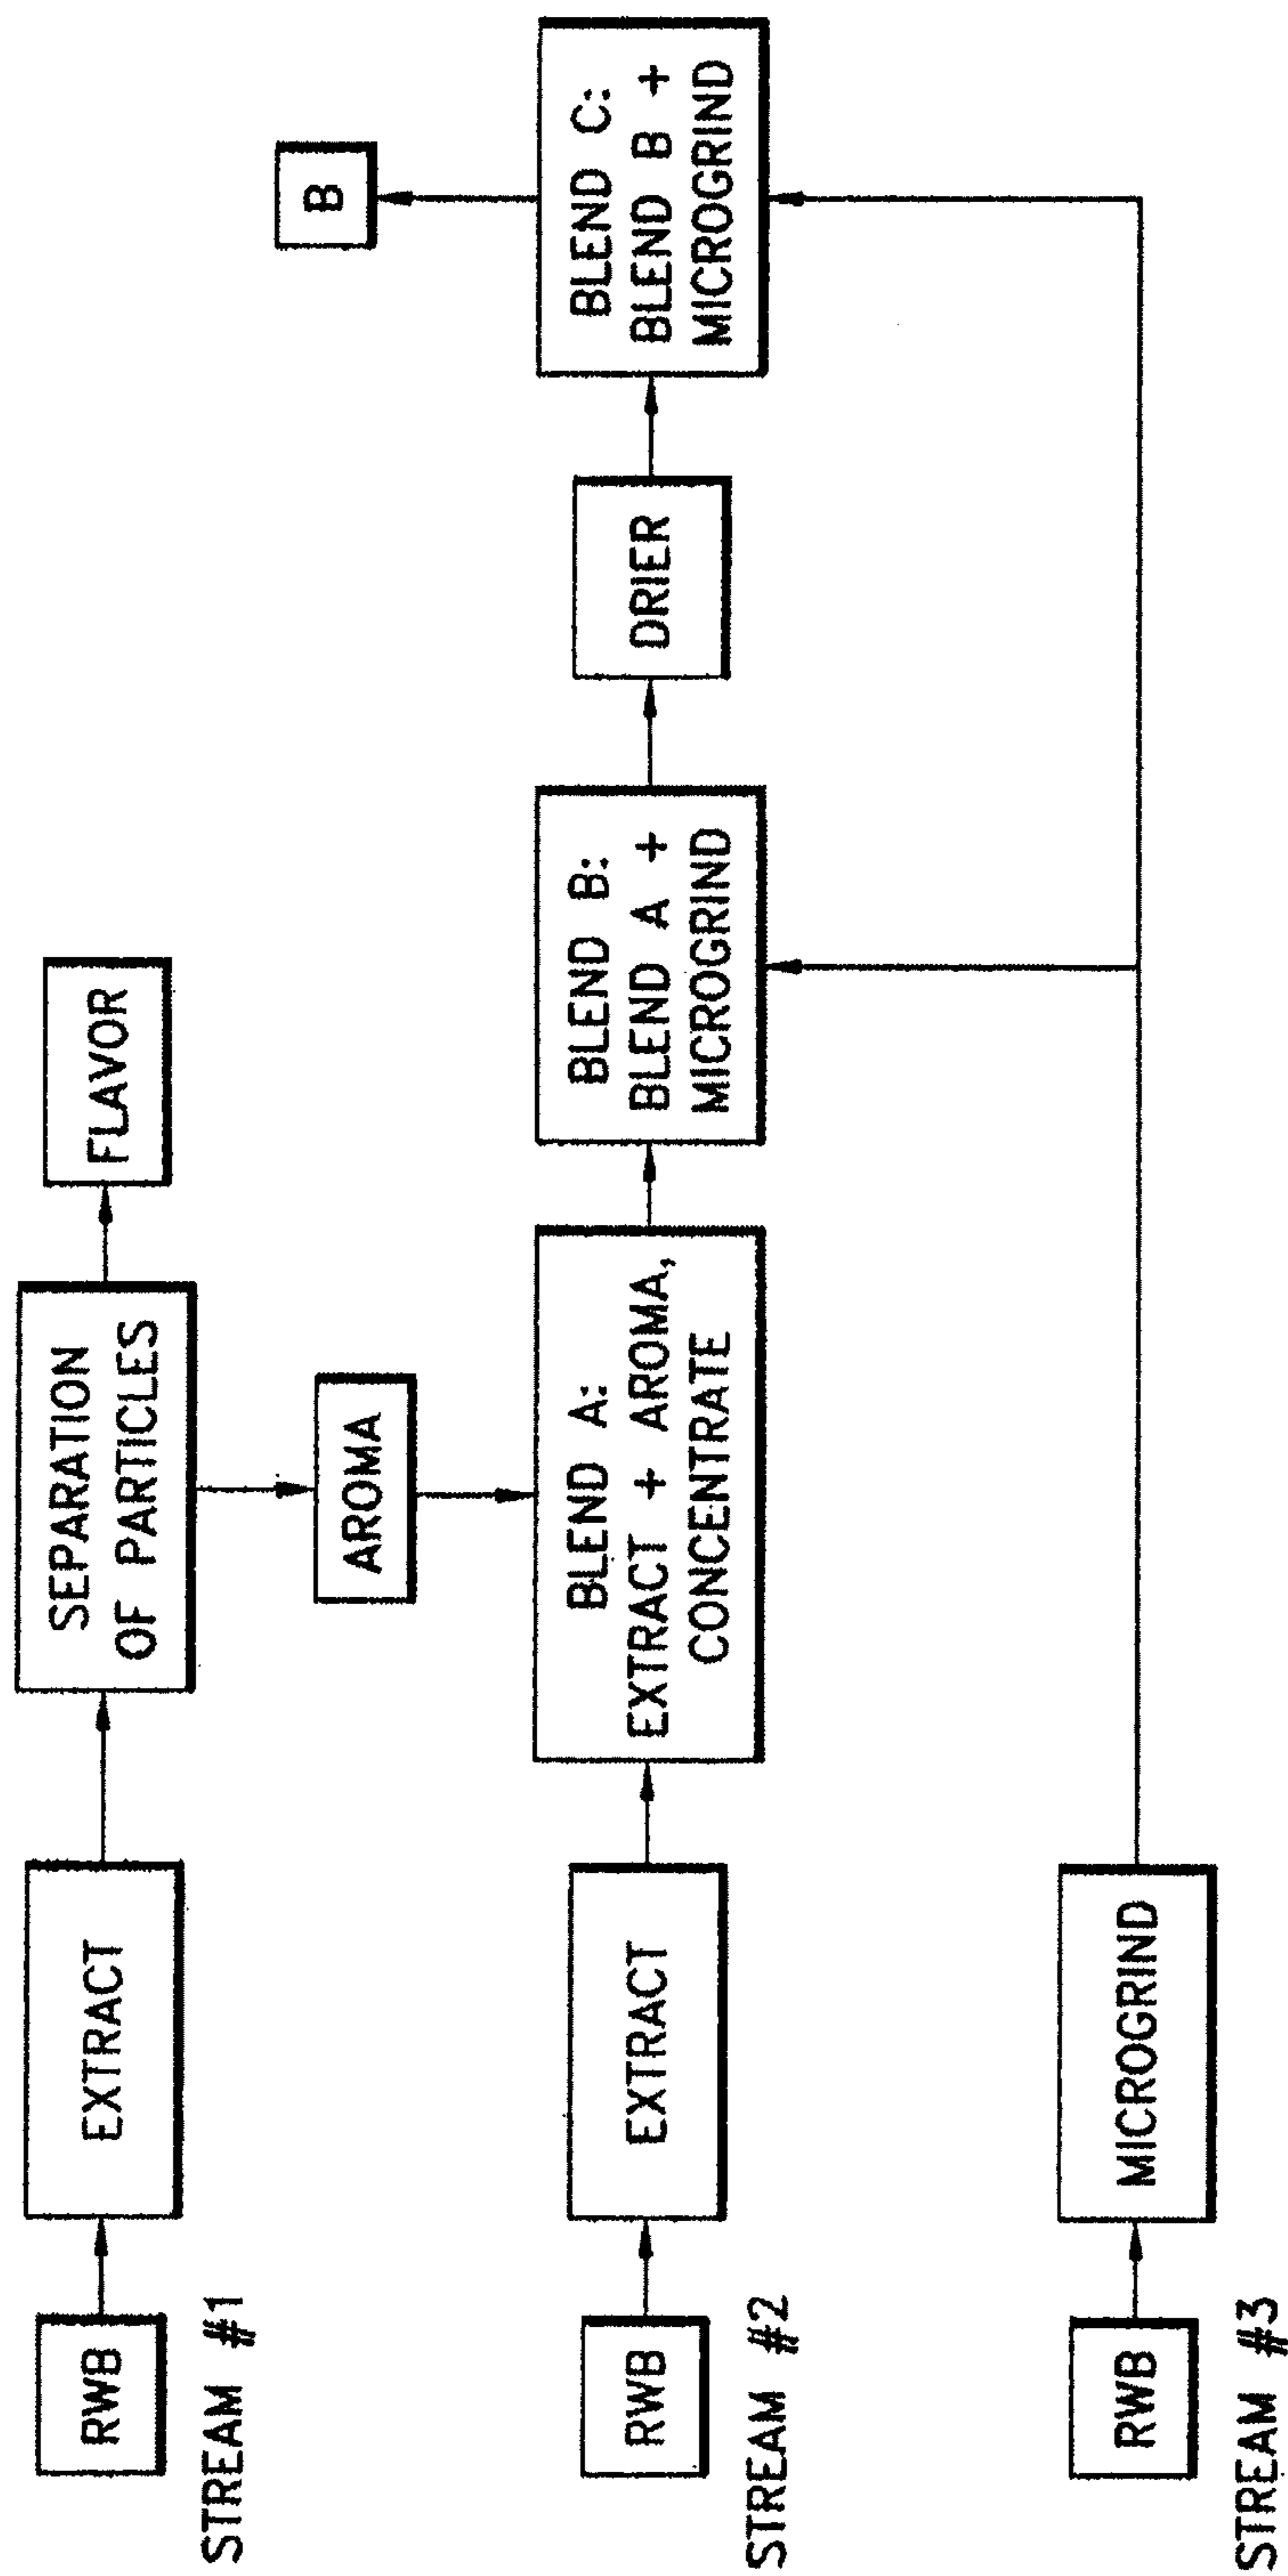 RWB
EXTRACT
SEPARATION
OF PARTICLES
FLAVOR
STREAM #1
AROMA
B
RWB
EXTRACT
BLEND A:
EXTRACT + AROMA,
CONCENTRATE
BLEND B:
BLEND A +
MICROGRIND
DRIER
BLEND C:
BLEND B +
MICROGRIND
STREAM #2
RWB
MICROGRIND
STREAM #3